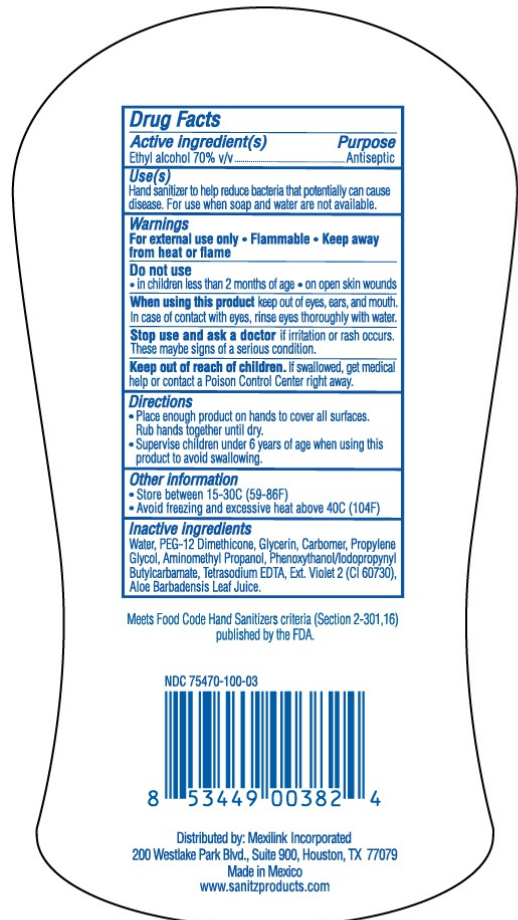 Drug Facts
Active ingredient(s) Purpose
Ethyl alcohol 70% v/v Antiseptic
Use(s)
Hand sanitizer to help reduce bacteria that potentially can cause
disease. For use when soap and water are not available.
Warnings
For external use only • Flammable • Keep away
from heat or flame
Do not use
• in children less than 2 months of age • on open skin wounds
When using this product keep out of eyes, ears, and mouth.
In case of contact with eyes, rinse eyes thoroughly with water.
Stop use and ask a doctor if irritation or rash occurs.
These maybe signs of a serious condition.
Keep out of reach of children. If swallowed, get medical
help or contact a Poison Control Center right away.
Directions
• Place enough product on hands to cover all surfaces.
Rub hands together until dry.
• Supervise children under 6 years of age when using this
product to avoid swallowing.
Other information
• Store between 15-30C (59-86F)
• Avoid freezing and excessive heat above 40C (104F)
Inactive ingredients
Water, PEG-12 Dimethicone, Glycerin, Carbomer, Propylene
Glycol, Aminomethyl Propanol, Phenoxythanol/Iodopropynyl
Butylcarbamate, Tetrasodium EDTA, Ext. Violet 2 (CI 60730),
Aloe Barbadensis Leaf Juice.
Meets Food Code Hand Sanitizers criteria (Section 2-301,16)
published by the FDA.
NDC 75470-100-03
8 53449 00382 4
Distributed by: Mexilink Incorporated
200 Westlake Park Blvd., Suite 900, Houston, TX 77079
Made in Mexico
www.sanitzproducts.com